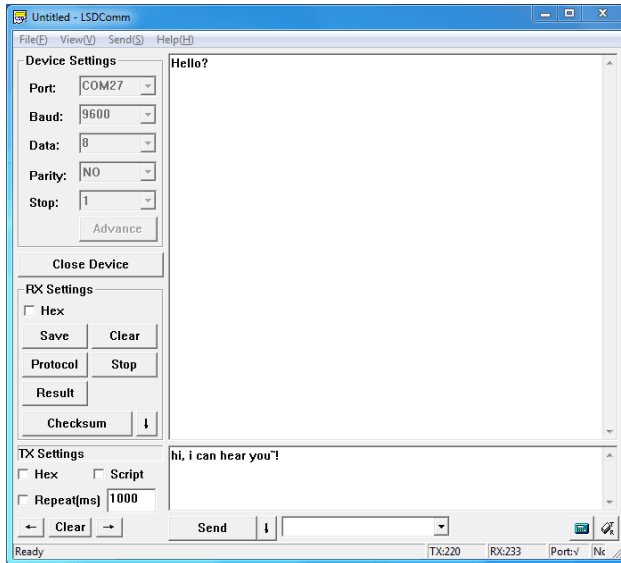 Untitled - LSDComm
File(F) View(V) Send(S) Help(H)
Device Settings
Port: COM27
Baud: 9600
Data: 8
Parity: NO
Stop: 1
Advance
Close Device
RX Settings
Hex
Save Clear
Protocol Stop
Result
Checksum ↓
Hello?
TX Settings
Hex Script
Repeat(ms) 1000
← Clear →
hi, i can hear you~!
Send ↓
Ready TX:220 RX:233 Port:√